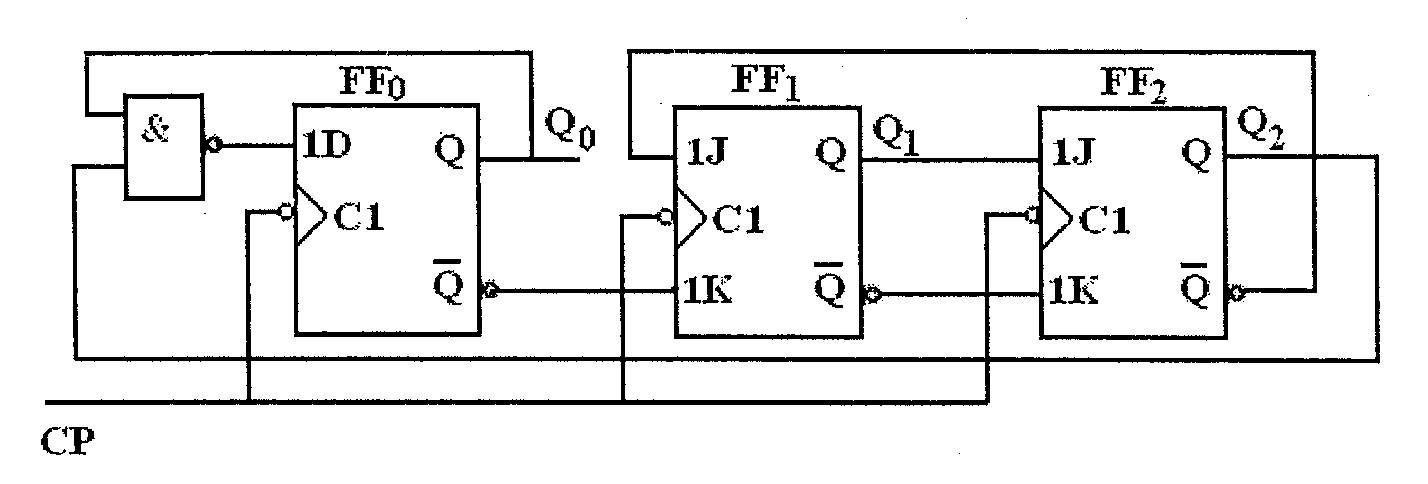 FF₀
FF₁
FF₂
&
1D
Q
Q₀
1J
Q
Q₁
1J
Q
Q₂
C1
C1
C1
Q̅
1K
Q̅
1K
Q̅
CP